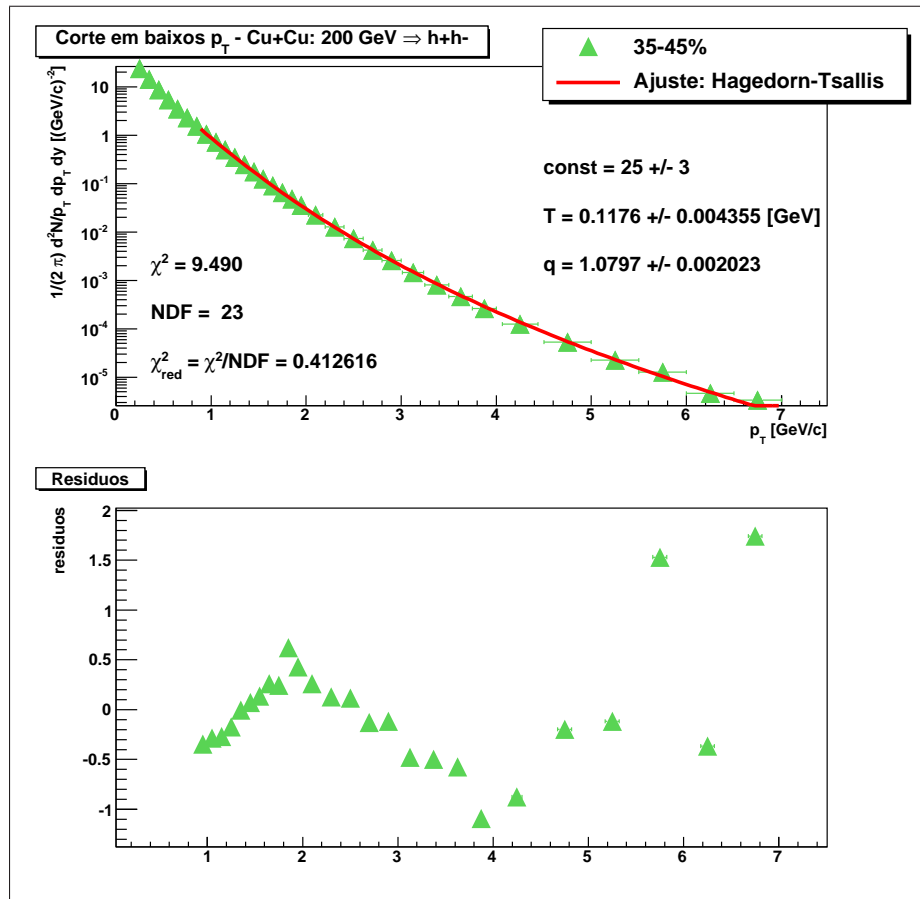 Corte em baixos p_T - Cu+Cu: 200 GeV ⇒ h+h-
35-45%
Ajuste: Hagedorn-Tsallis
1/(2 π) d²N/p_T dp_T dy [(GeV/c)⁻²]
10
1
10⁻¹
10⁻²
10⁻³
10⁻⁴
10⁻⁵
const = 25 +/- 3
T = 0.1176 +/- 0.004355 [GeV]
q = 1.0797 +/- 0.002023
χ² = 9.490
NDF = 23
χ²_red = χ²/NDF = 0.412616
0 1 2 3 4 5 6 7
p_T [GeV/c]
Residuos
residuos
2
1.5
1
0.5
0
-0.5
-1
1 2 3 4 5 6 7